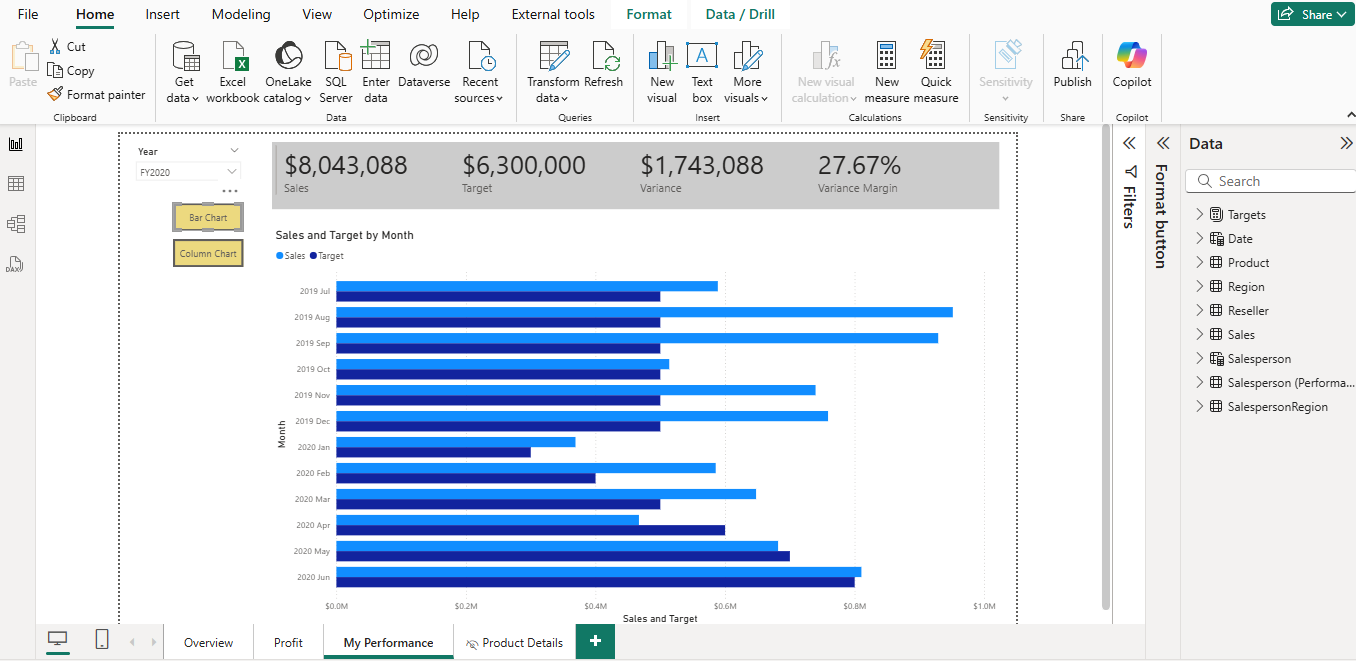 File Home Insert Modeling View Optimize Help External tools Format Data / Drill Share
Paste
Cut
Copy
Format painter
Get data
Excel workbook
OneLake catalog
SQL Server
Enter data
Dataverse
Recent sources
Transform data
Refresh
New visual
Text box
More visuals
New visual calculation
New measure
Quick measure
Sensitivity
Publish
Copilot
Clipboard Data Queries Insert Calculations Sensitivity Share Copilot
DAX
Year
FY2020
Bar Chart
Column Chart
$8,043,088 $6,300,000 $1,743,088 27.67%
Sales Target Variance Variance Margin
Sales and Target by Month
Sales Target
Month
2019 Jul
2019 Aug
2019 Sep
2019 Oct
2019 Nov
2019 Dec
2020 Jan
2020 Feb
2020 Mar
2020 Apr
2020 May
2020 Jun
$0.0M $0.2M $0.4M $0.6M $0.8M $1.0M
Sales and Target
Filters
Format button
Data
Search
Targets
Date
Product
Region
Reseller
Sales
Salesperson
Salesperson (Performa...
SalespersonRegion
Overview Profit My Performance Product Details +